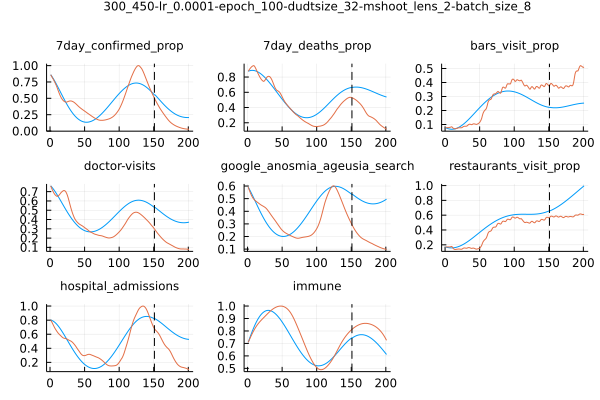 300_450-lr_0.0001-epoch_100-dudtsize_32-mshoot_lens_2-batch_size_8
7day_confirmed_prop 7day_deaths_prop bars_visit_prop
1.00 0.75 0.50 0.25 0.00 0.8 0.6 0.4 0.2 0.5 0.4 0.3 0.2 0.1
0 50 100 150 200 0 50 100 150 200 0 50 100 150 200
doctor-visits google_anosmia_ageusia_search restaurants_visit_prop
0.7 0.6 0.5 0.4 0.3 0.2 0.1 0.6 0.5 0.4 0.3 0.2 0.1 1.0 0.8 0.6 0.4 0.2
0 50 100 150 200 0 50 100 150 200 0 50 100 150 200
hospital_admissions immune
1.0 0.8 0.6 0.4 0.2 1.0 0.9 0.8 0.7 0.6 0.5
0 50 100 150 200 0 50 100 150 200